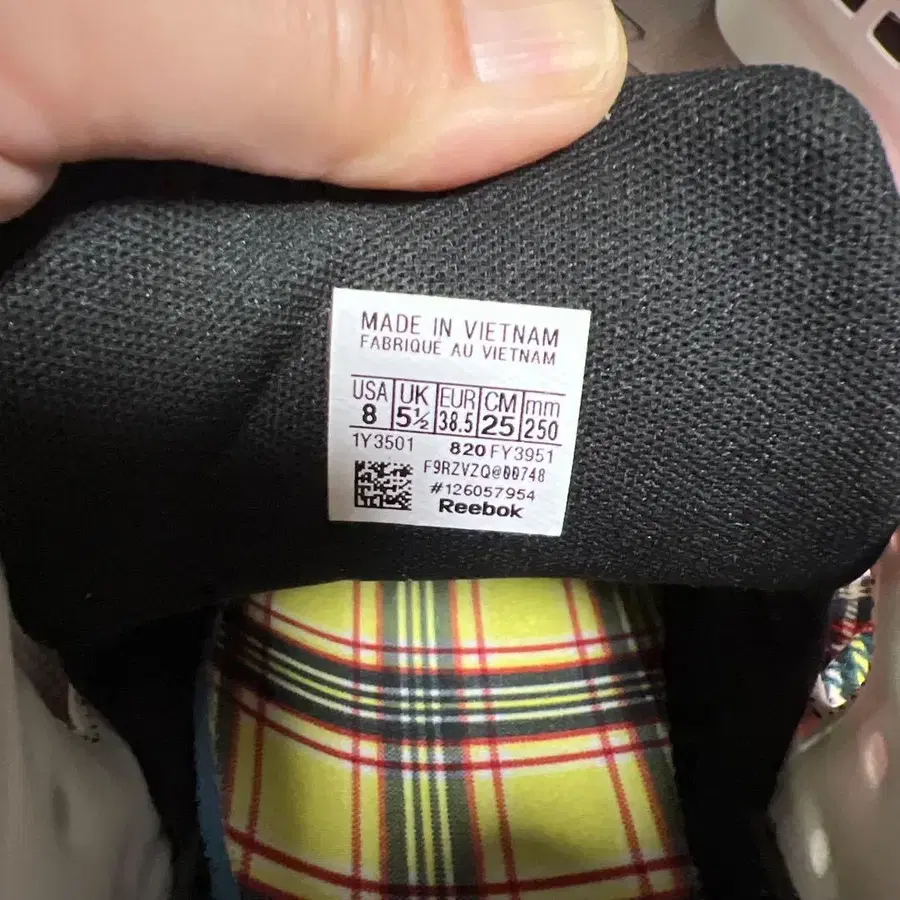 MADE IN VIETNAM
FABRIQUÉ AU VIETNAM
USA UK EUR CM mm
8 5½ 38.5 25 250
1Y3501 820 FY3951
F9RZVZQ@00748
#126057954
Reebok